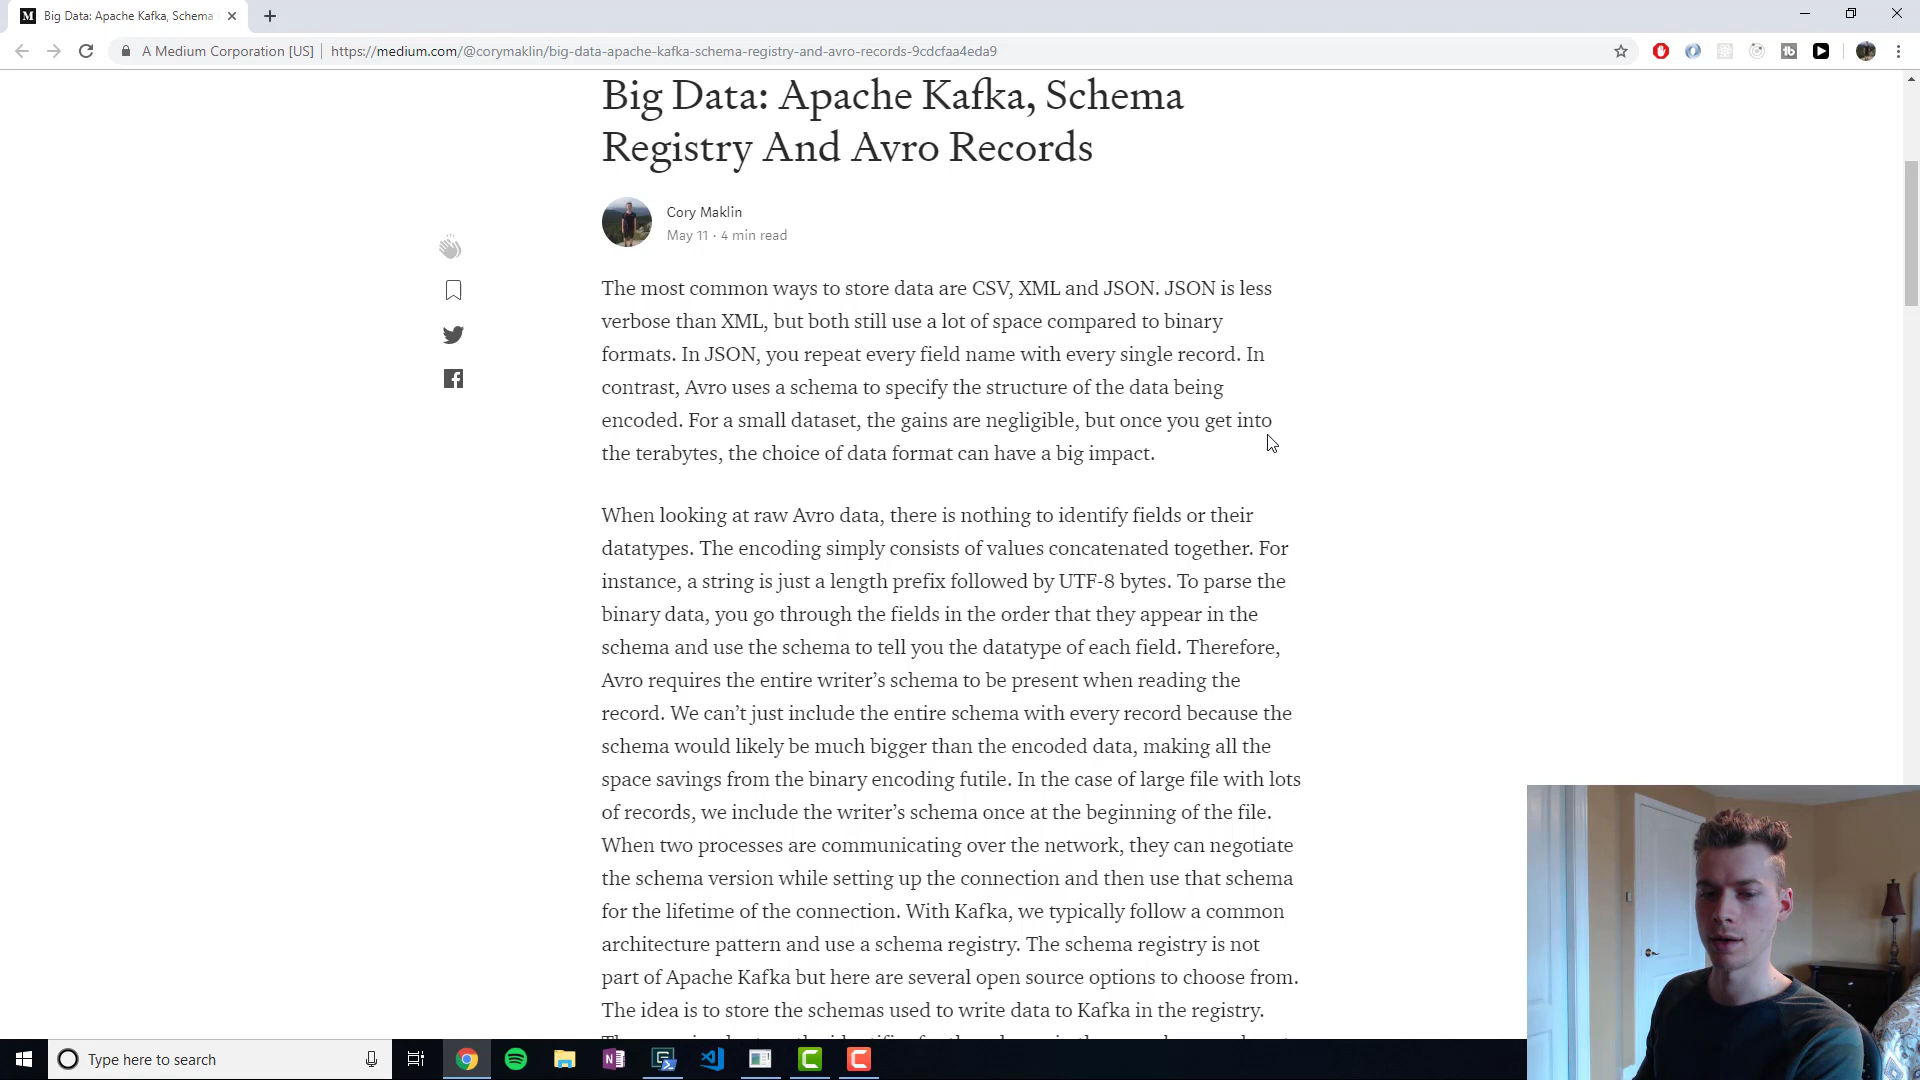 Big Data: Apache Kafka, Schema
A Medium Corporation [US]
https://medium.com/@corymaklin/big-data-apache-kafka-schema-registry-and-avro-records-9cdcfaa4eda9
Big Data: Apache Kafka, Schema
Registry And Avro Records
Cory Maklin
May 11 · 4 min read
The most common ways to store data are CSV, XML and JSON. JSON is less
verbose than XML, but both still use a lot of space compared to binary
formats. In JSON, you repeat every field name with every single record. In
contrast, Avro uses a schema to specify the structure of the data being
encoded. For a small dataset, the gains are negligible, but once you get into
the terabytes, the choice of data format can have a big impact.
When looking at raw Avro data, there is nothing to identify fields or their
datatypes. The encoding simply consists of values concatenated together. For
instance, a string is just a length prefix followed by UTF-8 bytes. To parse the
binary data, you go through the fields in the order that they appear in the
schema and use the schema to tell you the datatype of each field. Therefore,
Avro requires the entire writer’s schema to be present when reading the
record. We can’t just include the entire schema with every record because the
schema would likely be much bigger than the encoded data, making all the
space savings from the binary encoding futile. In the case of large file with lots
of records, we include the writer’s schema once at the beginning of the file.
When two processes are communicating over the network, they can negotiate
the schema version while setting up the connection and then use that schema
for the lifetime of the connection. With Kafka, we typically follow a common
architecture pattern and use a schema registry. The schema registry is not
part of Apache Kafka but here are several open source options to choose from.
The idea is to store the schemas used to write data to Kafka in the registry.
Type here to search